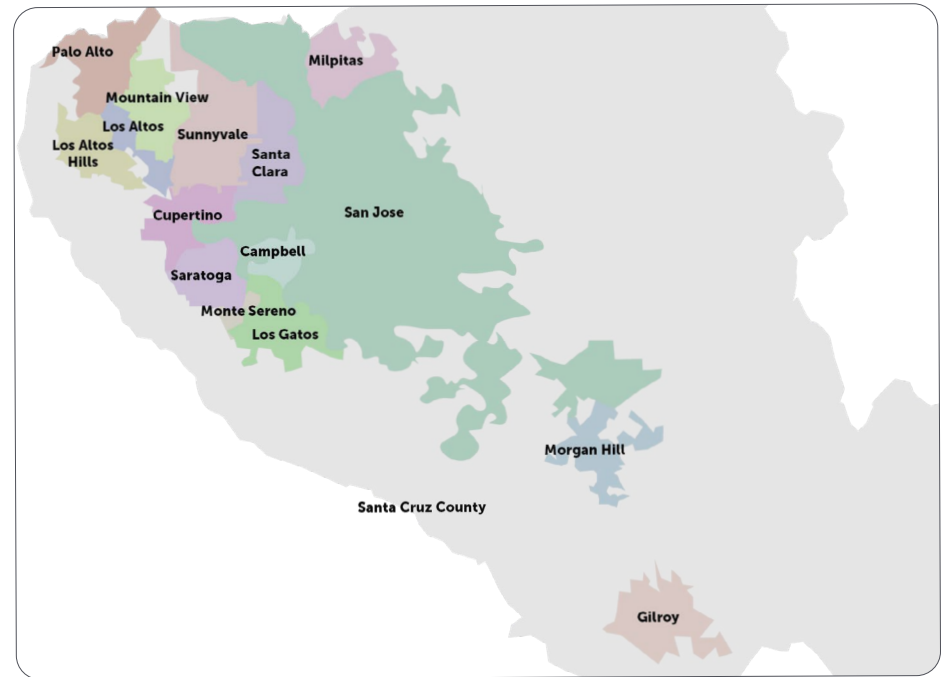 Palo Alto
Milpitas
Mountain View
Los Altos
Sunnyvale
Los Altos
Hills
Santa
Clara
San Jose
Cupertino
Campbell
Saratoga
Monte Sereno
Los Gatos
Morgan Hill
Santa Cruz County
Gilroy